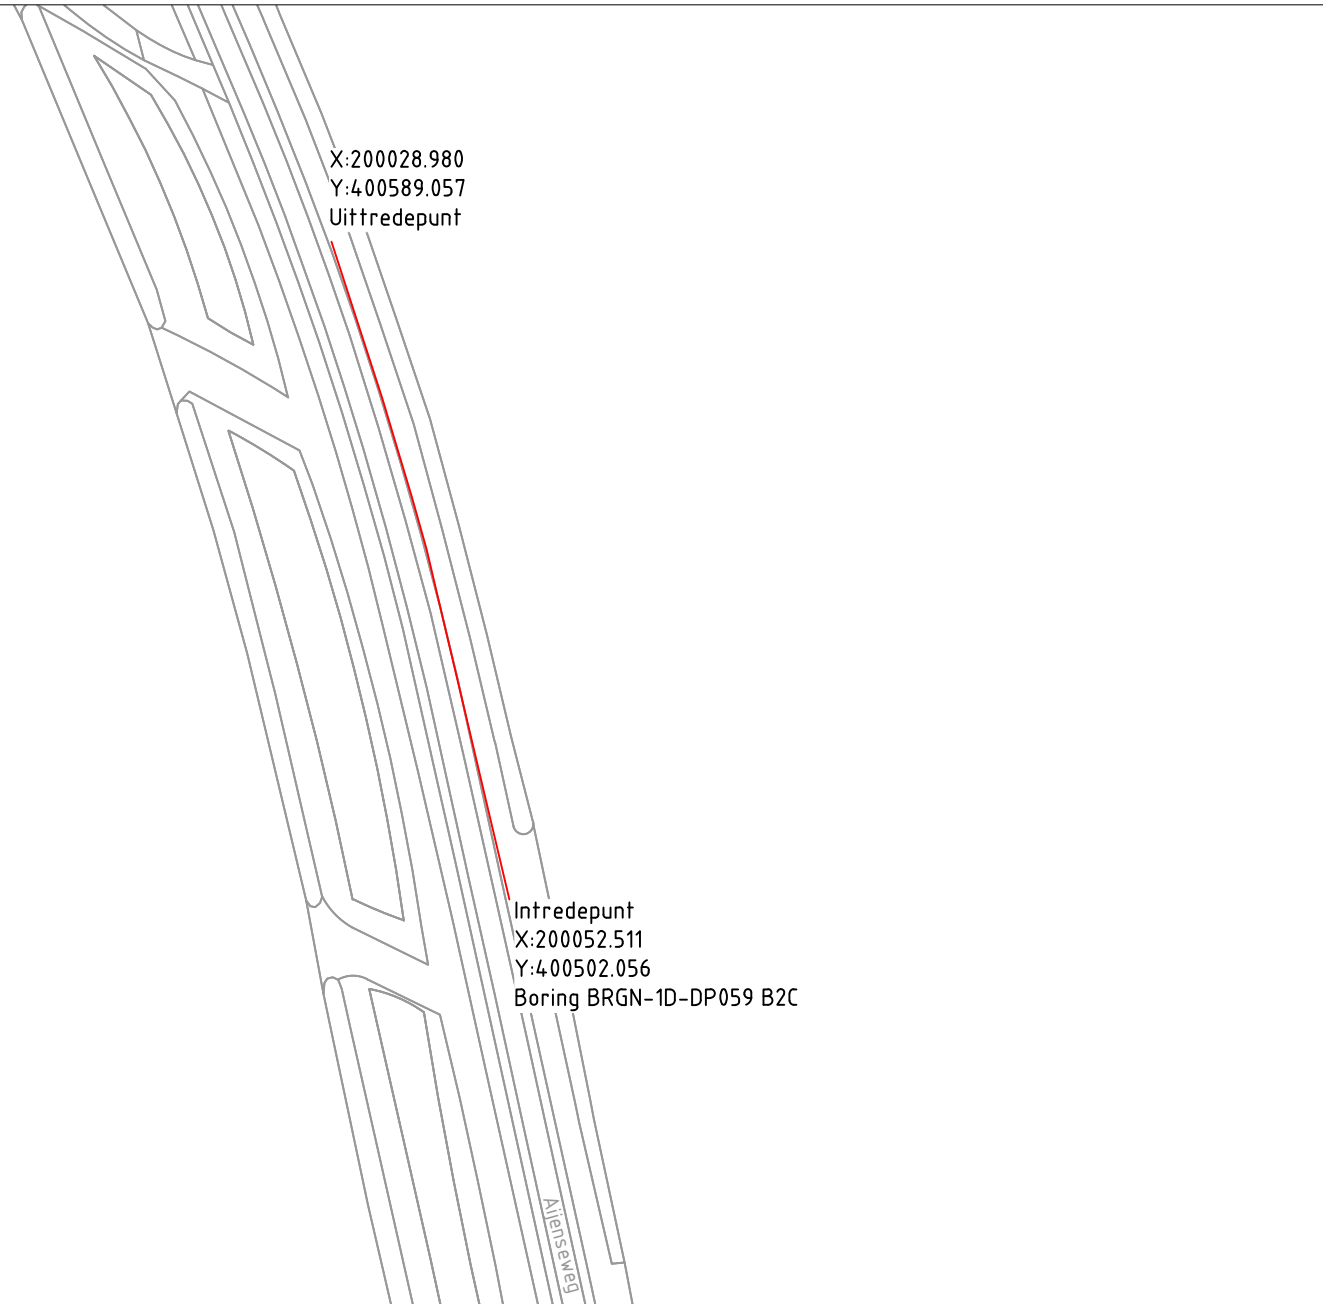 X:200028.980
Y:400589.057
Uittredepunt
Intredepunt
X:200052.511
Y:400502.056
Boring BRGN-1D-DP059 B2C
Aijenseweg